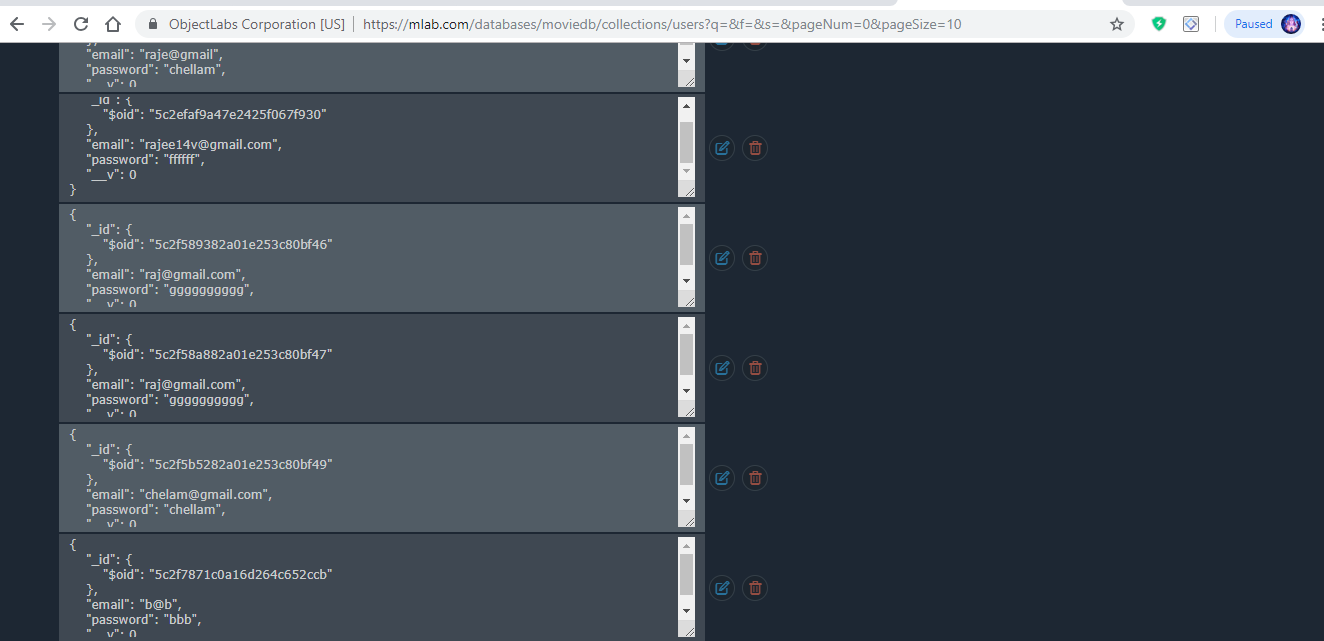 ObjectLabs Corporation [US] | https://mlab.com/databases/moviedb/collections/users?q=&f=&s=&pageNum=0&pageSize=10
Paused
},
"email": "raje@gmail",
"password": "chellam",
"__v": 0
"_id": {
"$oid": "5c2efaf9a47e2425f067f930"
},
"email": "rajee14v@gmail.com",
"password": "ffffff",
"__v": 0
}
{
"_id": {
"$oid": "5c2f589382a01e253c80bf46"
},
"email": "raj@gmail.com",
"password": "gggggggggg",
"__v": 0
{
"_id": {
"$oid": "5c2f58a882a01e253c80bf47"
},
"email": "raj@gmail.com",
"password": "gggggggggg",
"__v": 0
{
"_id": {
"$oid": "5c2f5b5282a01e253c80bf49"
},
"email": "chelam@gmail.com",
"password": "chellam",
"__v": 0
{
"_id": {
"$oid": "5c2f7871c0a16d264c652ccb"
},
"email": "b@b",
"password": "bbb",
"__v": 0